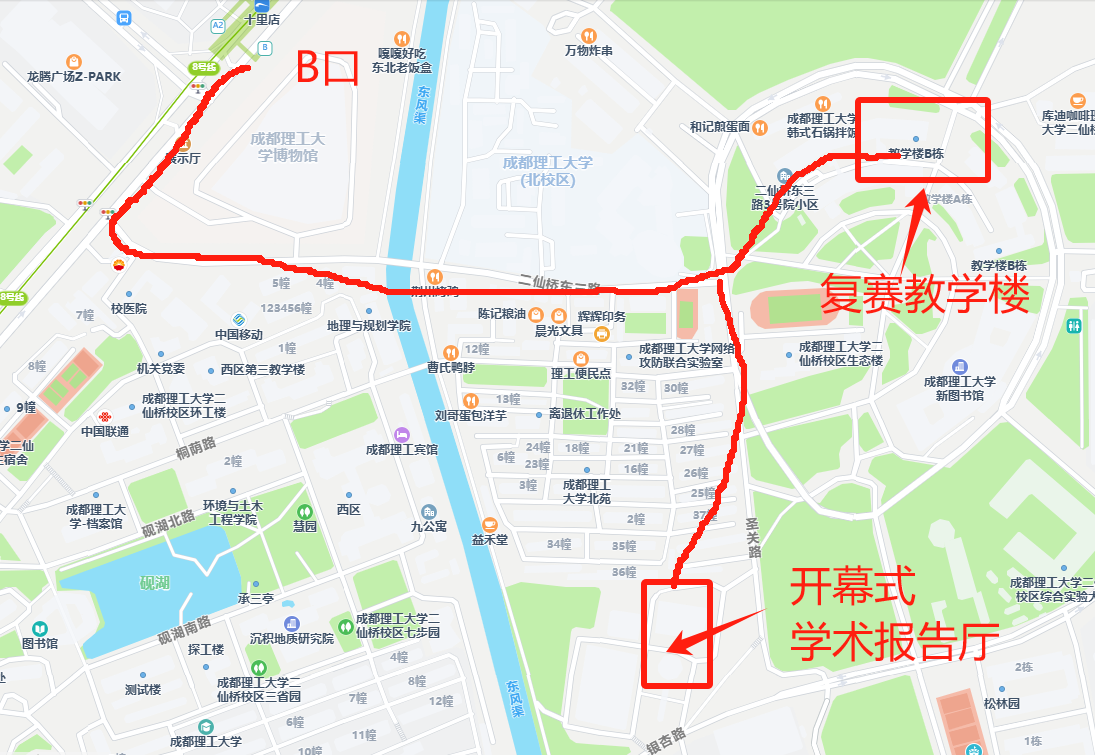 十里店
A2
B
8号线
B口
嘎嘎好吃
东北老饭盒
万物炸串
龙腾广场Z-PARK
东风渠
成都理工大
学博物馆
展示厅
成都理工大学
(北校区)
和记煎蛋面
成都理工大学
韩式石锅拌饭
库迪咖啡
大学二仙
教学楼B栋
二仙桥东三
路3号院小区
教学楼A栋
教学楼B栋
复赛教学楼
二仙桥东三路
5幢
4幢
8号线
校医院
123456幢
7幢
中国移动
地理与规划学院
陈记粮油
辉辉印务
晨光文具
1幢
12幢
8幢
机关党委
西区第三教学楼
曹氏鸭脖
理工便民点
成都理工大学网络
攻防联合实验室
成都理工大学二
仙桥校区生态楼
成都理工大学
新图书馆
32幢
30幢
9幢
成都理工大学二
仙桥校区环工楼
13幢
刘哥蛋包洋芋
离退休工作处
中国联通
28幢
学二仙
生宿舍
桐荫路
成都理工宾馆
24幢
18幢
21幢
27幢
6幢
23幢
16幢
26幢
2幢
3幢
成都理工
大学北苑
25幢
成都理工大
学-档案馆
砚湖北路
环境与土木
工程学院
慧园
西区
九公寓
益禾堂
2幢
37幢
圣关路
34幢
35幢
36幢
砚湖
承三亭
开幕式
学术报告厅
成都理工大学二
校区综合实验大
图书馆
砚湖南路
沉积地质研究院
成都理工大学二
仙桥校区七步园
探工楼
4幢
测试楼
成都理工大学二
仙桥校区三省园
8幢
7幢
12幢
东风渠
2栋
松林园
6幢
11幢
成都理工大学
10幢
银杏路
1栋